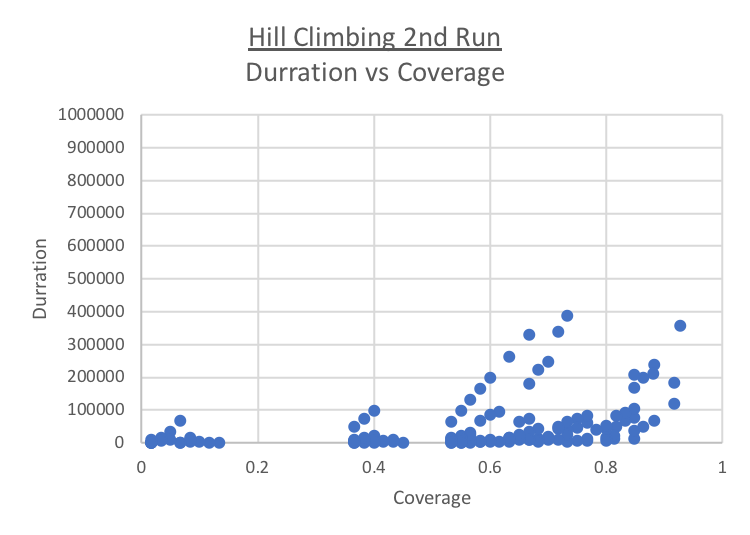 Hill Climbing 2nd Run
Durration vs Coverage
1000000
900000
800000
700000
600000
500000
400000
300000
200000
100000
0
Durration
0 0.2 0.4 0.6 0.8 1
Coverage